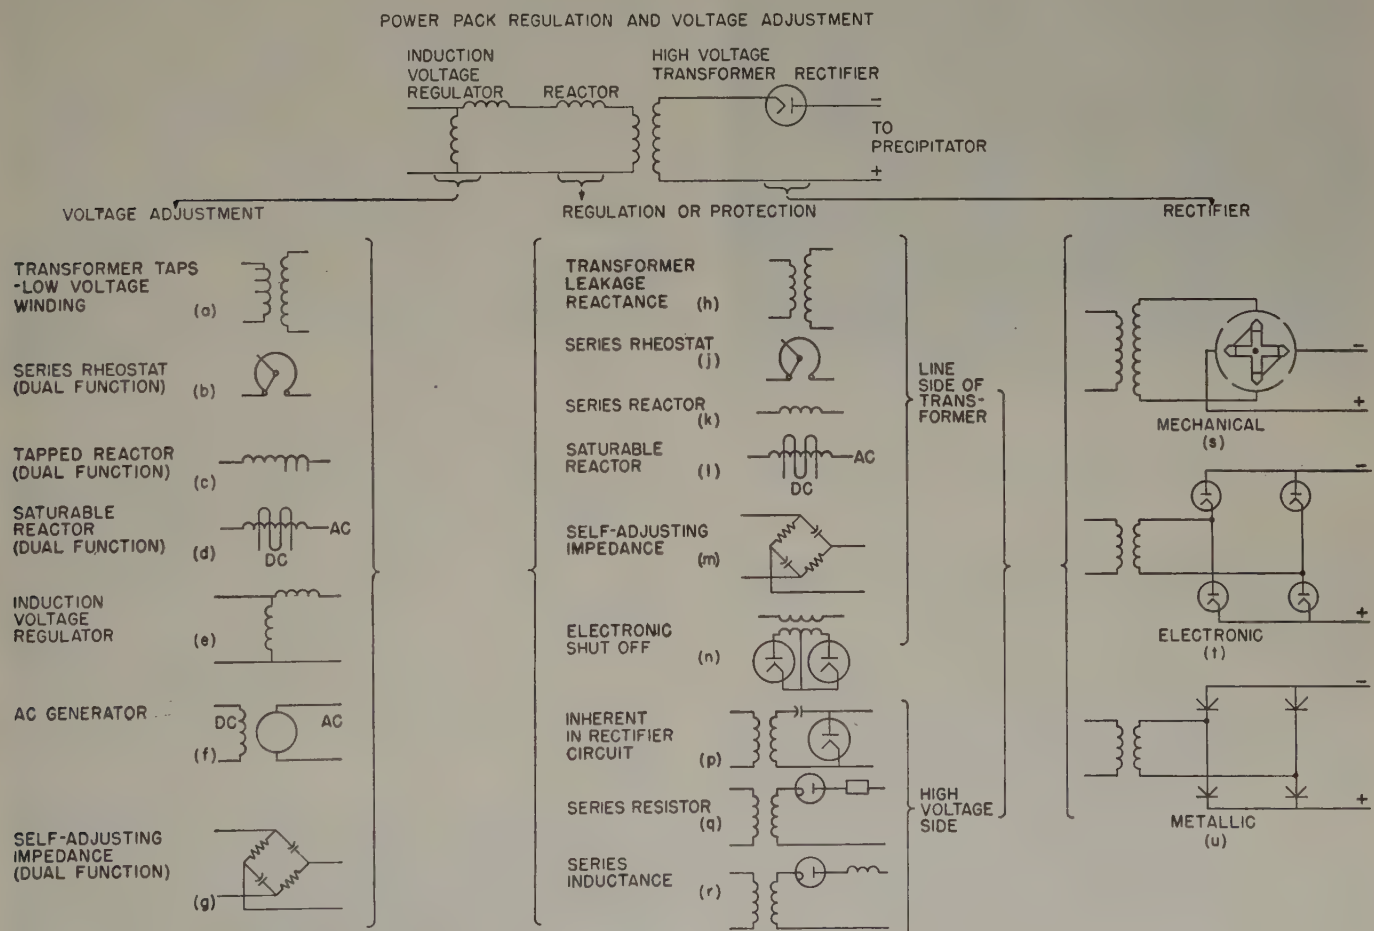 POWER PACK REGULATION AND VOLTAGE ADJUSTMENT
INDUCTION
VOLTAGE
REGULATOR
REACTOR
HIGH VOLTAGE
TRANSFORMER
RECTIFIER
−
TO
PRECIPITATOR
+
VOLTAGE ADJUSTMENT
TRANSFORMER TAPS
-LOW VOLTAGE
WINDING
(a)
SERIES RHEOSTAT
(DUAL FUNCTION)
(b)
TAPPED REACTOR
(DUAL FUNCTION)
(c)
SATURABLE
REACTOR
(DUAL FUNCTION)
(d)
AC
DC
INDUCTION
VOLTAGE
REGULATOR
(e)
AC GENERATOR
(f)
DC
AC
SELF-ADJUSTING
IMPEDANCE
(DUAL FUNCTION)
(g)
REGULATION OR PROTECTION
TRANSFORMER
LEAKAGE
REACTANCE
(h)
SERIES RHEOSTAT
(j)
SERIES REACTOR
(k)
SATURABLE
REACTOR
(l)
AC
DC
SELF-ADJUSTING
IMPEDANCE
(m)
ELECTRONIC
SHUT OFF
(n)
LINE
SIDE OF
TRANS-
FORMER
INHERENT
IN RECTIFIER
CIRCUIT
(p)
SERIES RESISTOR
(q)
SERIES
INDUCTANCE
(r)
HIGH
VOLTAGE
SIDE
RECTIFIER
−
+
MECHANICAL
(s)
−
+
ELECTRONIC
(t)
−
+
METALLIC
(u)